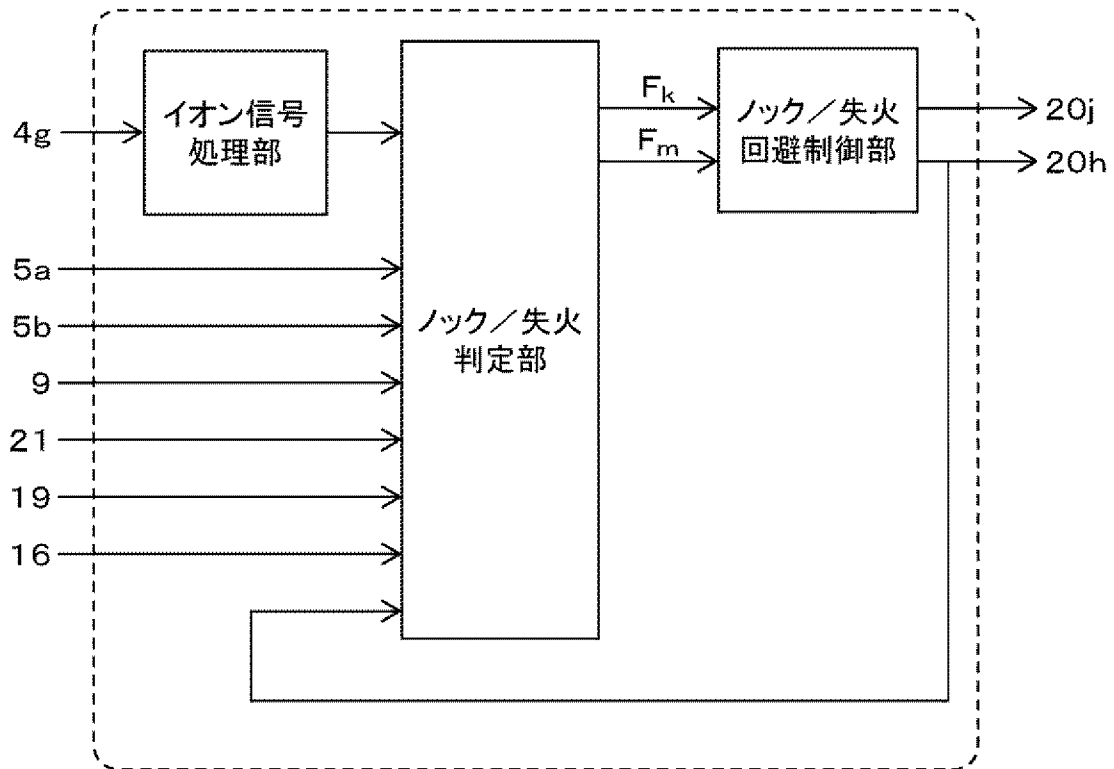 4g
イオン信号
処理部
5a
5b
9
21
19
16
ノック／失火
判定部
Fk
Fm
ノック／失火
回避制御部
20j
20h